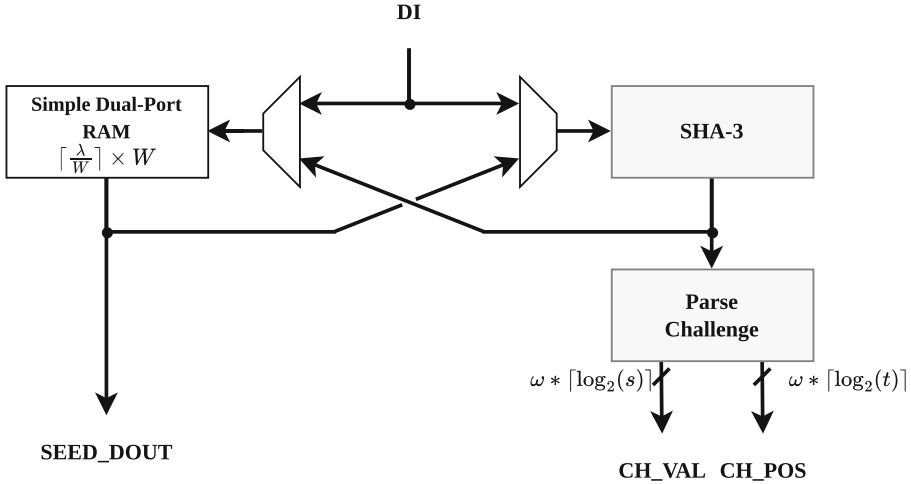 DI
Simple Dual-Port
RAM
⌈λ/W⌉ × W
SHA-3
Parse
Challenge
ω * ⌈log₂(s)⌉
ω * ⌈log₂(t)⌉
SEED_DOUT
CH_VAL CH_POS